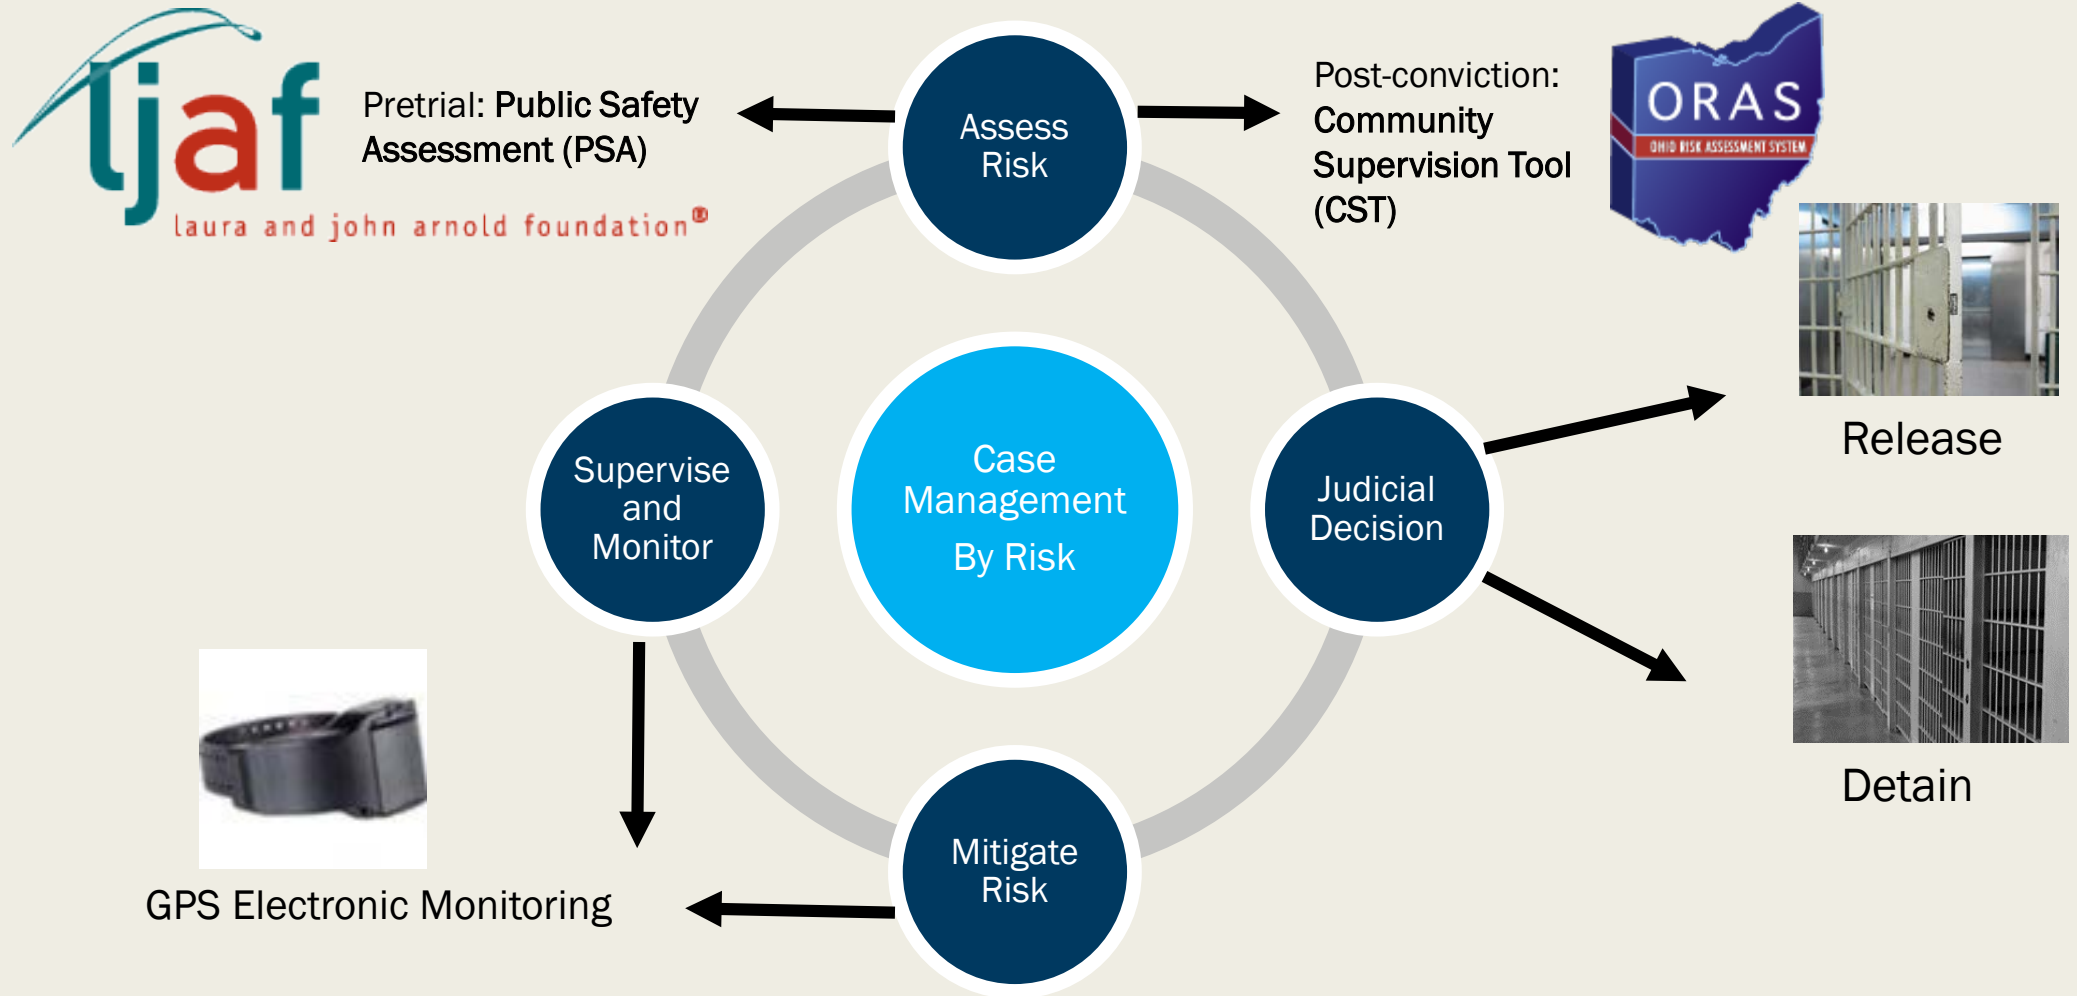 ljaf
laura and john arnold foundation®
Pretrial: Public Safety
Assessment (PSA)
Assess
Risk
Post-conviction:
Community
Supervision Tool
(CST)
ORAS
OHIO RISK ASSESSMENT SYSTEM
Supervise
and
Monitor
Case
Management
By Risk
Judicial
Decision
Release
Detain
Mitigate
Risk
GPS Electronic Monitoring